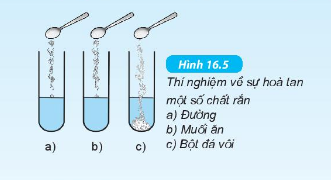 Hình 16.5
Thí nghiệm về sự hoà tan
một số chất rắn
a) Đường
b) Muối ăn
c) Bột đá vôi
a)
b)
c)